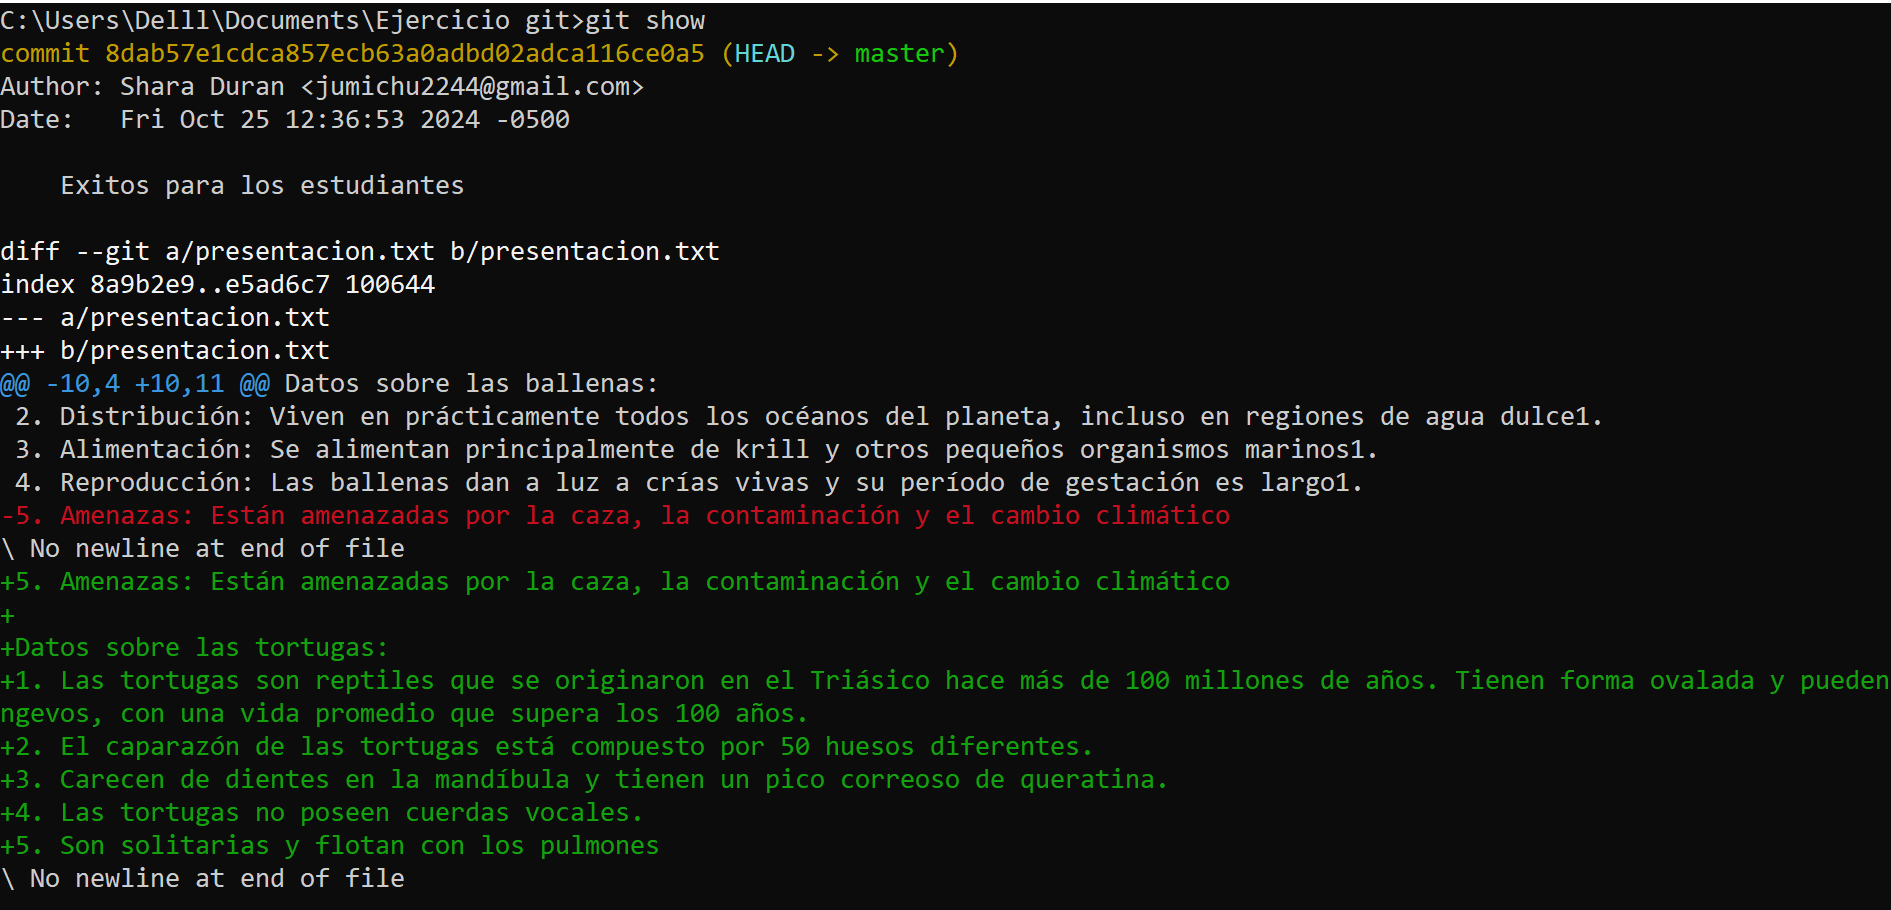 C:\Users\Delll\Documents\Ejercicio git>git show
commit 8dab57e1cdca857ecb63a0adbd02adca116ce0a5 (HEAD -> master)
Author: Shara Duran <jumichu2244@gmail.com>
Date:   Fri Oct 25 12:36:53 2024 -0500
    Exitos para los estudiantes
diff --git a/presentacion.txt b/presentacion.txt
index 8a9b2e9..e5ad6c7 100644
--- a/presentacion.txt
+++ b/presentacion.txt
@@ -10,4 +10,11 @@ Datos sobre las ballenas:
 2. Distribución: Viven en prácticamente todos los océanos del planeta, incluso en regiones de agua dulce1.
 3. Alimentación: Se alimentan principalmente de krill y otros pequeños organismos marinos1.
 4. Reproducción: Las ballenas dan a luz a crías vivas y su período de gestación es largo1.
-5. Amenazas: Están amenazadas por la caza, la contaminación y el cambio climático
\ No newline at end of file
+5. Amenazas: Están amenazadas por la caza, la contaminación y el cambio climático
+
+Datos sobre las tortugas:
+1. Las tortugas son reptiles que se originaron en el Triásico hace más de 100 millones de años. Tienen forma ovalada y pueden
ngevos, con una vida promedio que supera los 100 años.
+2. El caparazón de las tortugas está compuesto por 50 huesos diferentes.
+3. Carecen de dientes en la mandíbula y tienen un pico correoso de queratina.
+4. Las tortugas no poseen cuerdas vocales.
+5. Son solitarias y flotan con los pulmones
\ No newline at end of file